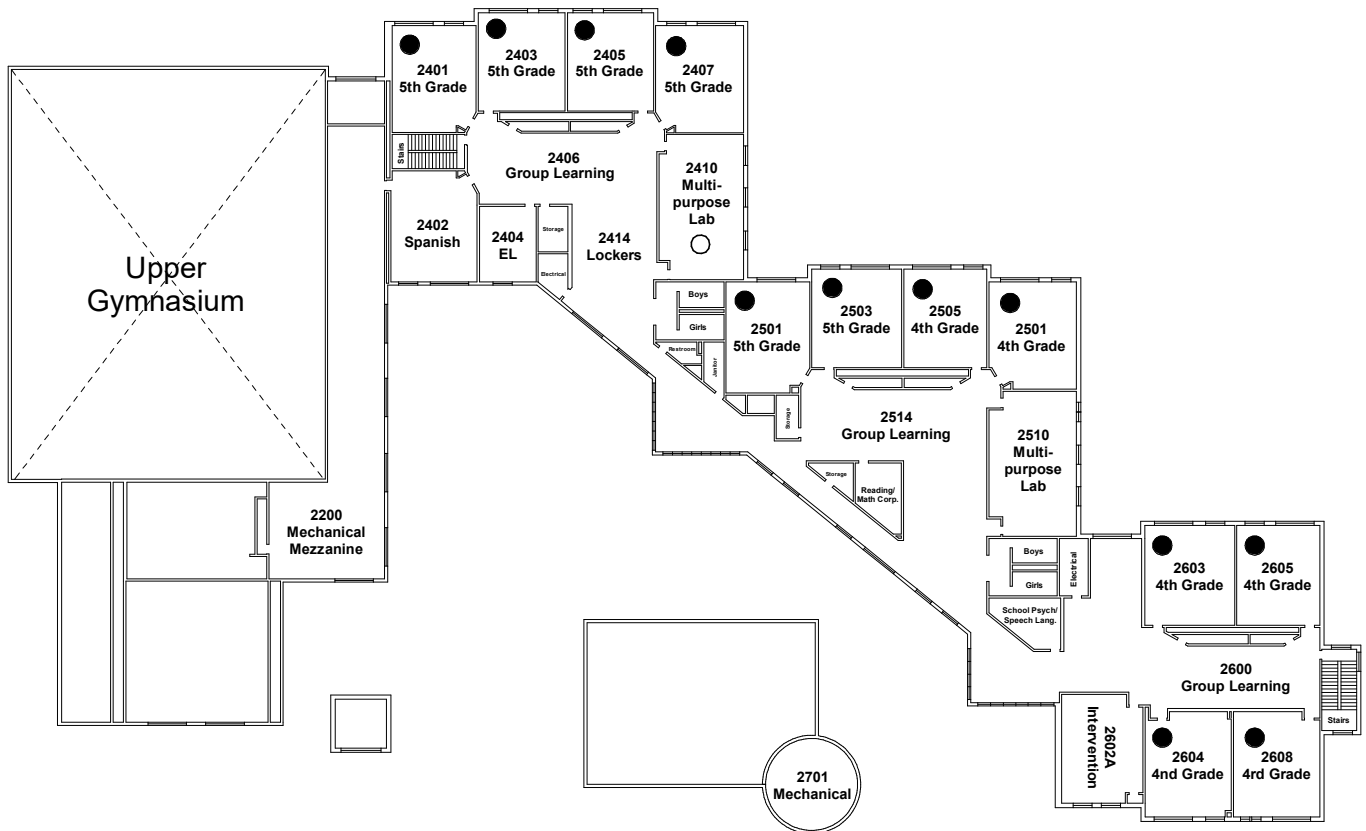 2401
5th Grade
2403
5th Grade
2405
5th Grade
2407
5th Grade
Stairs
2406
Group Learning
2410
Multi-
purpose
Lab
2402
Spanish
2404
EL
Storage
Electrical
2414
Lockers
Upper
Gymnasium
Boys
Girls
Restroom
Janitor
2501
5th Grade
2503
5th Grade
2505
4th Grade
2501
4th Grade
Storage
2514
Group Learning
2510
Multi-
purpose
Lab
Storage
Reading/
Math Corp.
2200
Mechanical
Mezzanine
Boys
Girls
Electrical
School Psych/
Speech Lang.
2603
4th Grade
2605
4th Grade
2600
Group Learning
Stairs
2602A
Intervention
2604
4nd Grade
2608
4rd Grade
2701
Mechanical